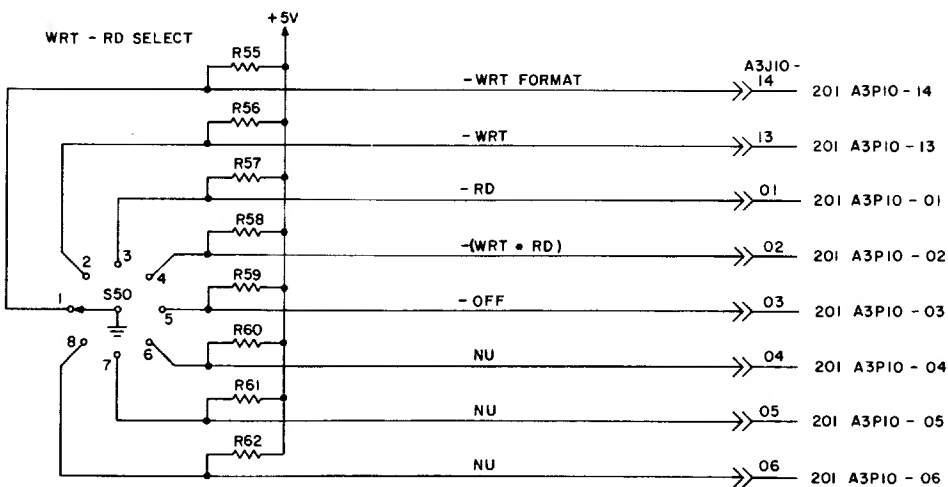 +5V
WRT - RD SELECT
R55
A3J10 -
-WRT FORMAT
14
201 A3P10 - 14
R56
-WRT
13
201 A3P10 - 13
R57
-RD
01
201 A3P10 - 01
R58
-(WRT • RD)
02
201 A3P10 - 02
2
3
4
R59
1
S50
5
-OFF
03
201 A3P10 - 03
8
7
6
R60
NU
04
201 A3P10 - 04
R61
NU
05
201 A3P10 - 05
R62
NU
06
201 A3P10 - 06